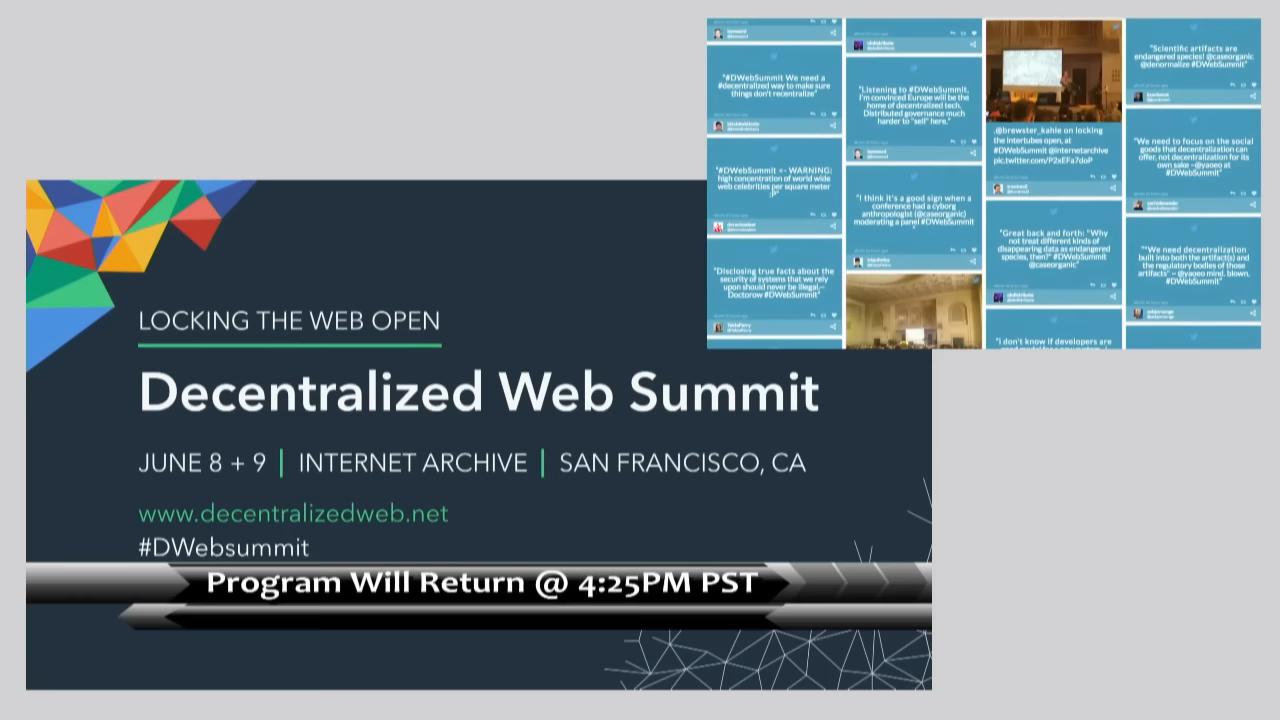 LOCKING THE WEB OPEN
Decentralized Web Summit
JUNE 8 + 9 | INTERNET ARCHIVE | SAN FRANCISCO, CA
www.decentralizedweb.net
#DWebsummit
Program Will Return @ 4:25PM PST
"#DWebSummit We need a
#decentralized way to make sure
things don't recentralize"
"#DWebSummit <- WARNING:
high concentration of world wide
web celebrities per square meter
"Disclosing true facts about the
security of systems that we rely
upon should never be illegal.–
Doctorow #DWebSummit"
"Listening to #DWebSummit,
I'm convinced Europe will be the
home of decentralized tech.
Distributed governance much
harder to "sell" here."
"I think it's a good sign when a
conference had a cyborg
anthropologist (@caseorganic)
moderating a panel #DWebSummit
"
.@brewster_kahle on locking
the intertubes open, at
#DWebSummit @internetarchive
pic.twitter.com/P2xEFa7doP
"Great back and forth: "Why
not treat different kinds of
disappearing data as endangered
species, then?" #DWebSummit
@caseorganic"
"i don't know if developers are
"Scientific artifacts are
endangered species! @caseorganic
@denormalize #DWebSummit"
"We need to focus on the social
goods that decentralization can
offer, not decentralization for its
own sake –@yaoeo at
#DWebSummit"
""We need decentralization
built into both the artifact(s) and
the regulatory bodies of those
artifacts" – @yaoeo mind. blown.
#DWebSummit"